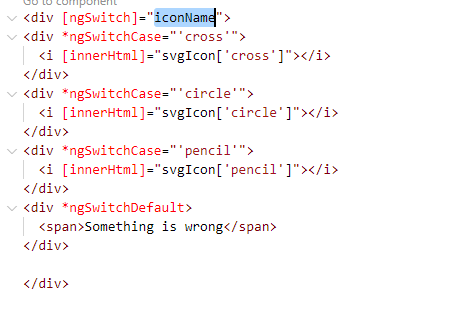 Go to component
<div [ngSwitch]="iconName">
<div *ngSwitchCase="'cross'">
<i [innerHtml]="svgIcon['cross']"></i>
</div>
<div *ngSwitchCase="'circle'">
<i [innerHtml]="svgIcon['circle']"></i>
</div>
<div *ngSwitchCase="'pencil'">
<i [innerHtml]="svgIcon['pencil']"></i>
</div>
<div *ngSwitchDefault>
<span>Something is wrong</span>
</div>
</div>